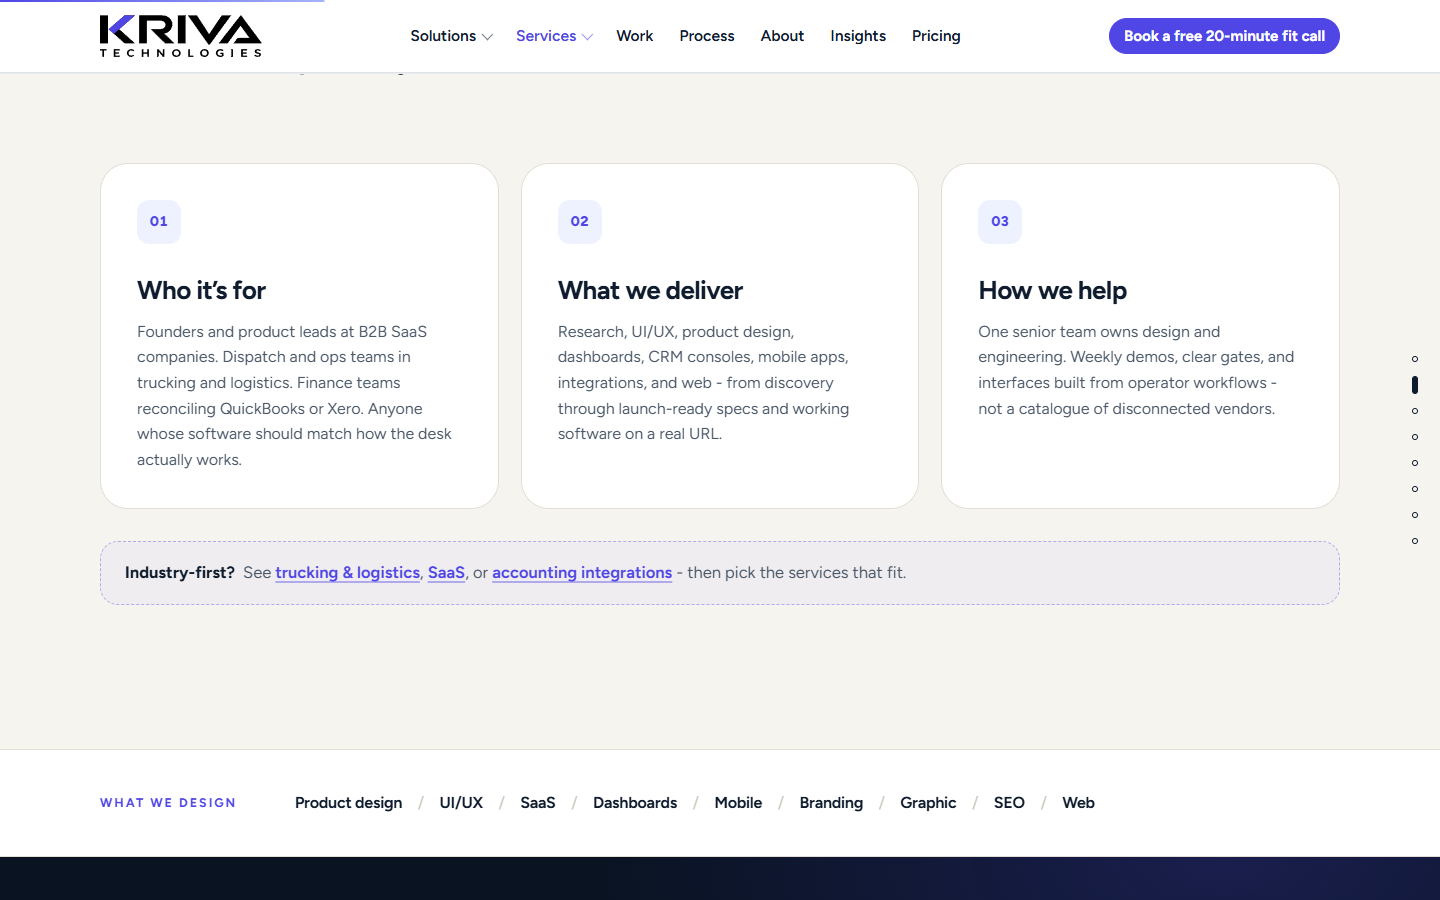 KRIVA
TECHNOLOGIES
Solutions
Services
Work
Process
About
Insights
Pricing
Book a free 20-minute fit call
01
Who it’s for
Founders and product leads at B2B SaaS
companies. Dispatch and ops teams in
trucking and logistics. Finance teams
reconciling QuickBooks or Xero. Anyone
whose software should match how the desk
actually works.
02
What we deliver
Research, UI/UX, product design,
dashboards, CRM consoles, mobile apps,
integrations, and web - from discovery
through launch-ready specs and working
software on a real URL.
03
How we help
One senior team owns design and
engineering. Weekly demos, clear gates, and
interfaces built from operator workflows -
not a catalogue of disconnected vendors.
Industry-first? See trucking & logistics, SaaS, or accounting integrations - then pick the services that fit.
WHAT WE DESIGN
Product design / UI/UX / SaaS / Dashboards / Mobile / Branding / Graphic / SEO / Web